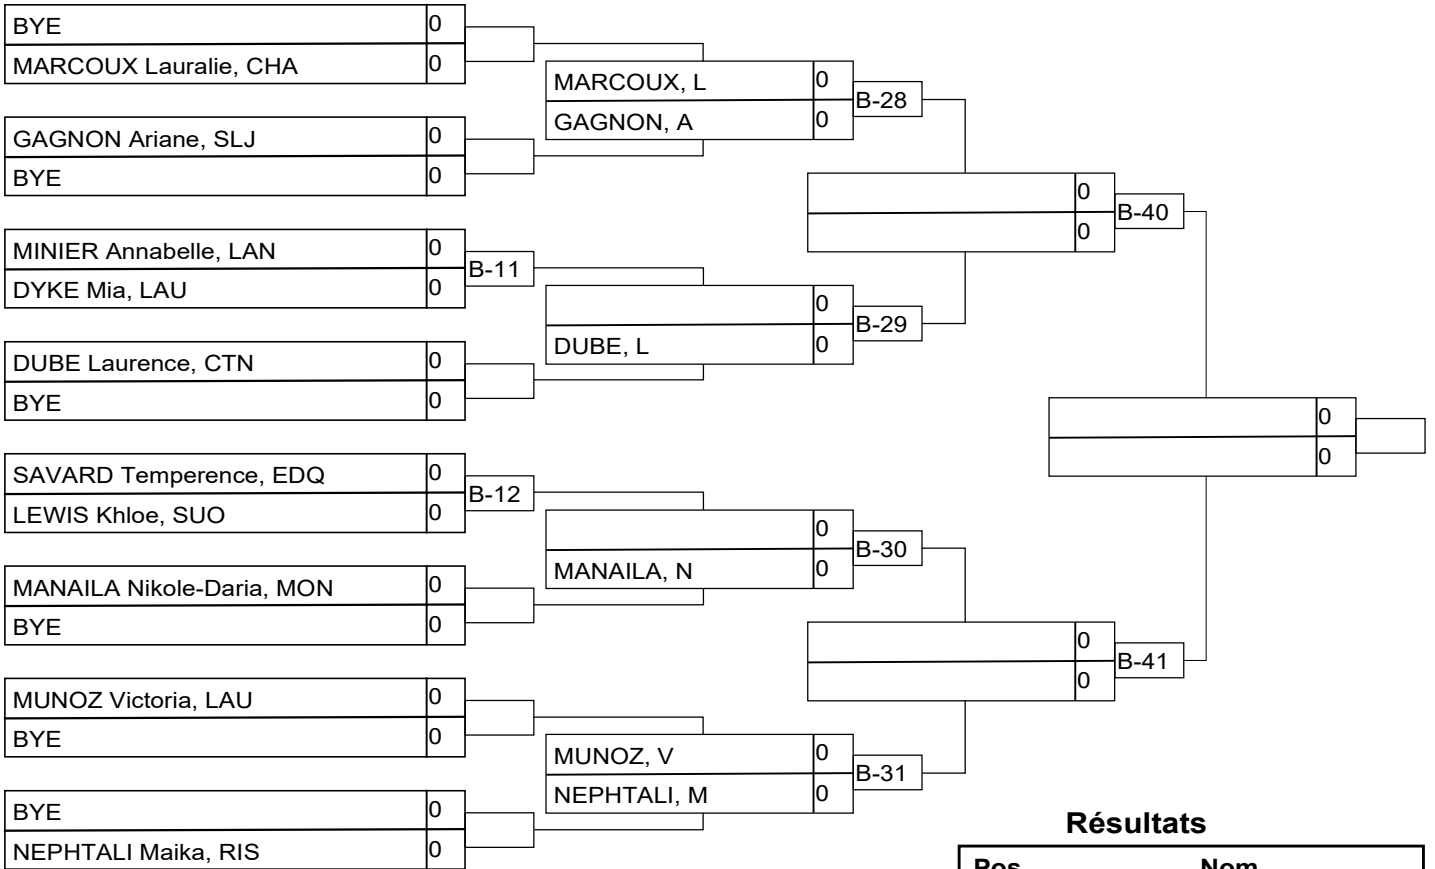 BYE 0
MARCOUX Lauralie, CHA 0
GAGNON Ariane, SLJ 0
BYE 0
MINIER Annabelle, LAN 0
B-11
DYKE Mia, LAU 0
DUBE Laurence, CTN 0
BYE 0
SAVARD Temperence, EDQ 0
B-12
LEWIS Khloe, SUO 0
MANAILA Nikole-Daria, MON 0
BYE 0
MUNOZ Victoria, LAU 0
BYE 0
BYE 0
NEPHTALI Maika, RIS 0
MARCOUX, L 0
B-28
GAGNON, A 0
0
B-29
DUBE, L 0
0
B-30
MANAILA, N 0
MUNOZ, V 0
B-31
NEPHTALI, M 0
0
B-40
0
0
B-41
0
0
0
Résultats
Pos Nom